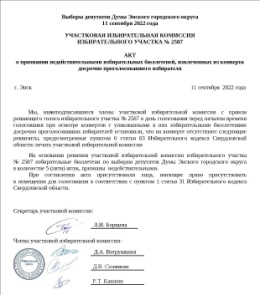 Выборы депутатов Думы Энского городского округа
11 сентября 2022 года
УЧАСТКОВАЯ ИЗБИРАТЕЛЬНАЯ КОМИССИЯ
ИЗБИРАТЕЛЬНОГО УЧАСТКА № 2587
АКТ
о признании недействительными избирательных бюллетеней, извлеченных из конверта
досрочно проголосовавшего избирателя
г. Энск 11 сентября 2022 года
Мы, нижеподписавшиеся члены участковой избирательной комиссии с правом
решающего голоса избирательного участка № 2587 в день голосования перед началом времени
голосования при осмотре конвертов с упакованными в них избирательными бюллетенями
досрочно проголосовавших избирателей установили, что на конверте отсутствуют следующие
реквизиты, предусмотренные пунктом 6 статьи 83 Избирательного кодекса Свердловской
области: печать участковой избирательной комиссии.
На основании решения участковой избирательной комиссии избирательного участка
№ 2587 избирательные бюллетени по выборам депутатов Думы Энского городского округа
в количестве 5 (пяти) штук, признаны недействительными.
При составлении акта присутствовали лица, имеющие право присутствовать
в помещении для голосования в соответствии с пунктом 1 статьи 31 Избирательного кодекса
Свердловской области.
Секретарь участковой комиссии:
Л.Я.
Члены участковой избирательной комиссии:
Д.А. Ветрушкина
Д.В. Соловьев
Р.Т. Капкин